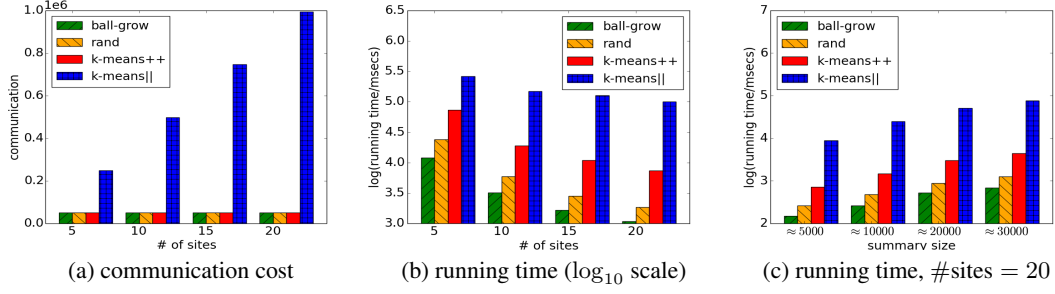 1.0 1e6
0.8
0.6
0.4
0.2
0.0
communication
ball-grow
rand
k-means++
k-means||
5 10 15 20
# of sites
(a) communication cost
6.5
6.0
5.5
5.0
4.5
4.0
3.5
3.0
log(running time/msecs)
ball-grow
rand
k-means++
k-means||
5 10 15 20
# of sites
(b) running time (log₁₀ scale)
7
6
5
4
3
2
log(running time/msecs)
ball-grow
rand
k-means++
k-means||
≈5000 ≈10000 ≈20000 ≈30000
summary size
(c) running time, #sites = 20